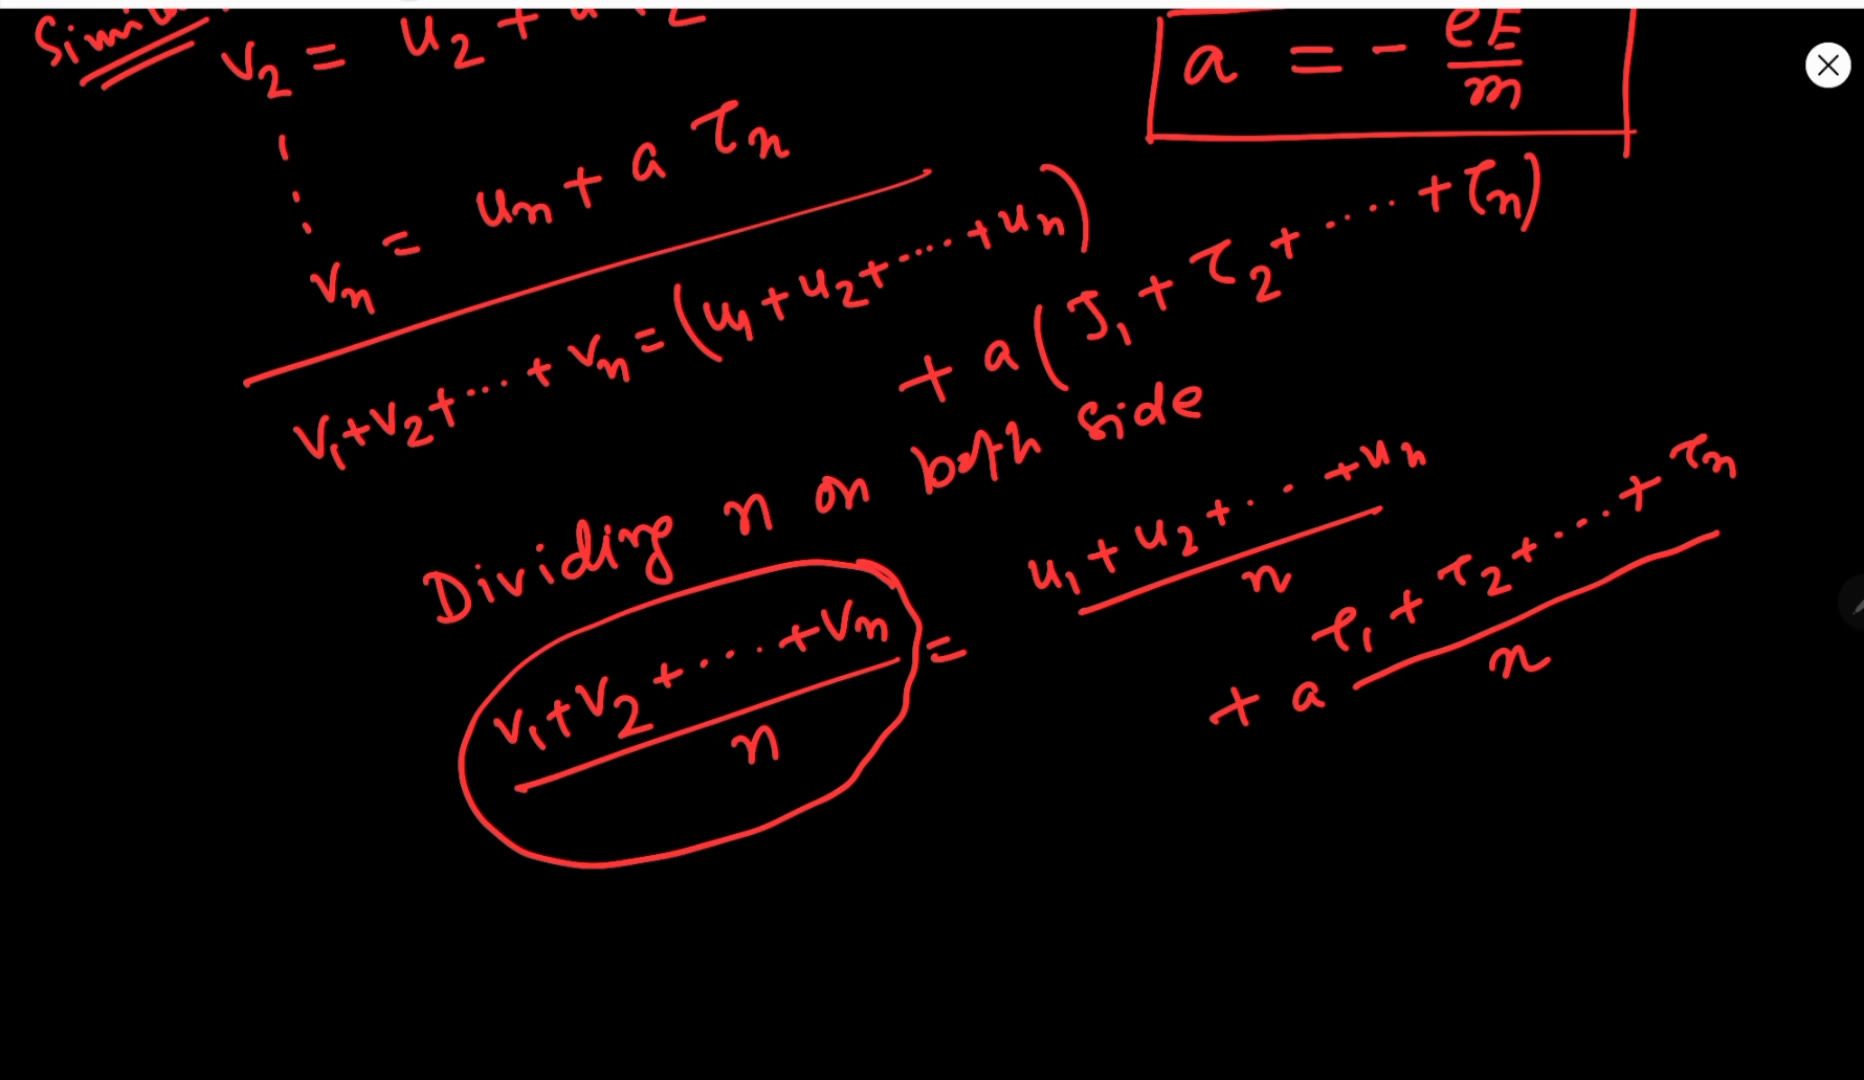 v₂ = u₂ +
a = - eE/m
vₙ = uₙ + a τₙ
v₁+v₂+...+vₙ = (u₁+u₂+....+uₙ)
+ a(τ₁+τ₂+....+τₙ)
Dividing n on both side
(v₁+v₂+....+vₙ)/n = (u₁+u₂+...+uₙ)/n
+ a (τ₁+τ₂+....+τₙ)/n